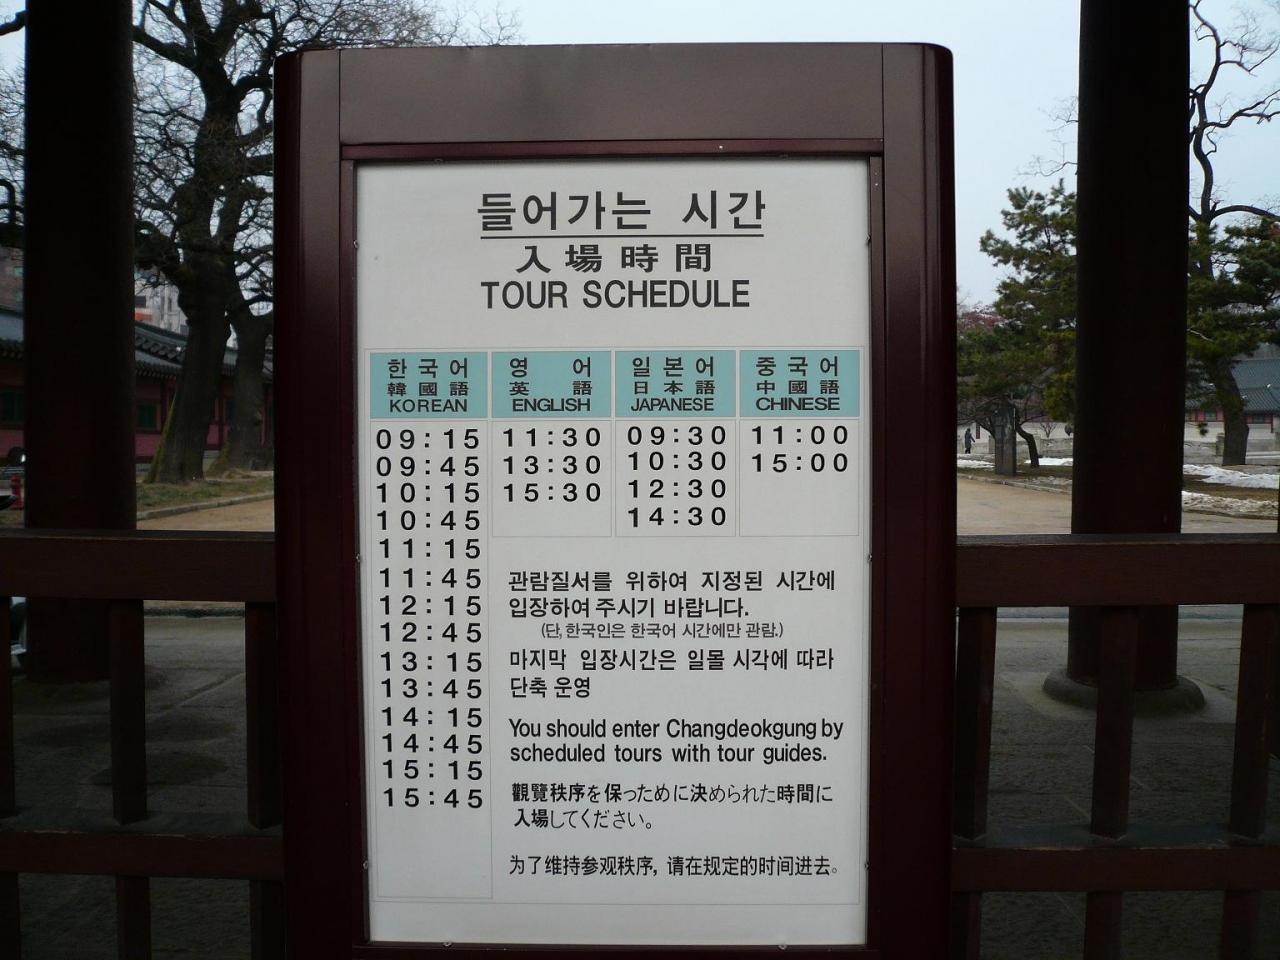 들어가는 시간
入場時間
TOUR SCHEDULE
한국어 영어 일본어 중국어
韓國語 英語 日本語 中國語
KOREAN ENGLISH JAPANESE CHINESE
09:15 11:30 09:30 11:00
09:45 13:30 10:30 15:00
10:15 15:30 12:30
10:45 14:30
11:15
11:45
12:15
12:45
13:15
13:45
14:15
14:45
15:15
15:45
관람질서를 위하여 지정된 시간에
입장하여 주시기 바랍니다.
(단, 한국인은 한국어 시간에만 관람.)
마지막 입장시간은 일몰 시각에 따라
단축 운영
You should enter Changdeokgung by
scheduled tours with tour guides.
觀覽秩序を保っために決められた時間に
入場してください。
为了维持参观秩序, 请在规定的时间进去。